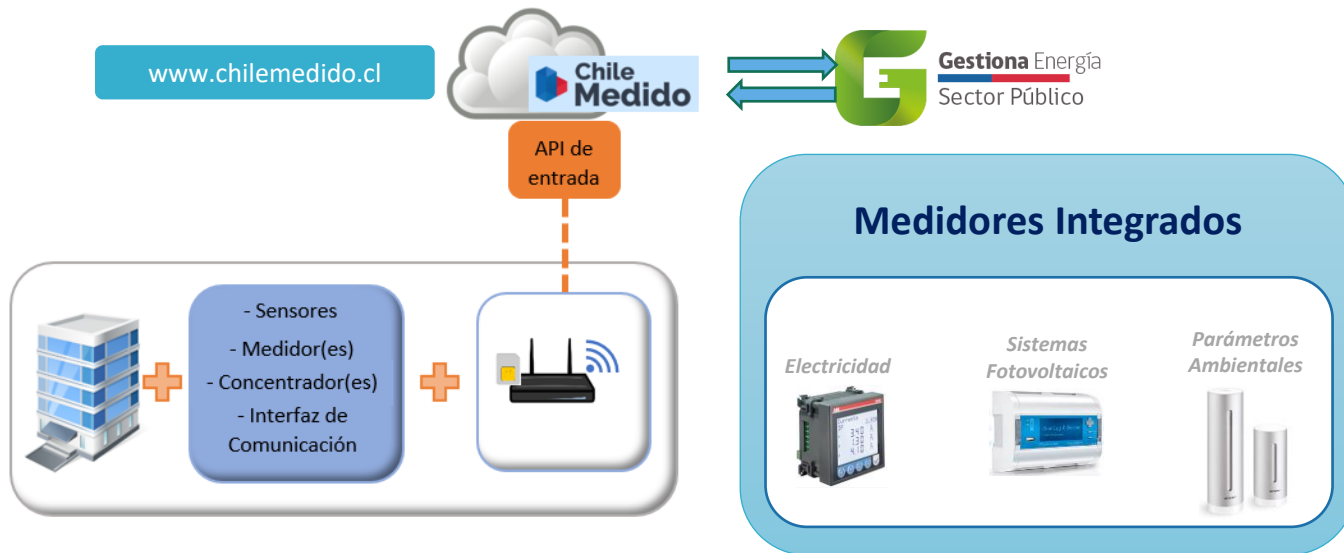 www.chilemedido.cl
Chile
Medido
Gestiona Energía
Sector Público
API de
entrada
- Sensores
- Medidor(es)
- Concentrador(es)
- Interfaz de
Comunicación
Medidores Integrados
Electricidad
Sistemas
Fotovoltaicos
Parámetros
Ambientales